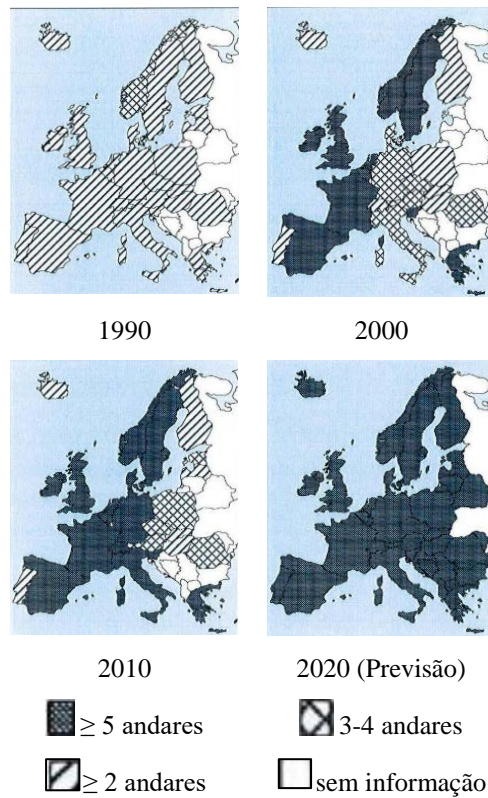 1990
2000
2010
2020 (Previsão)
≥ 5 andares
3-4 andares
≥ 2 andares
sem informação